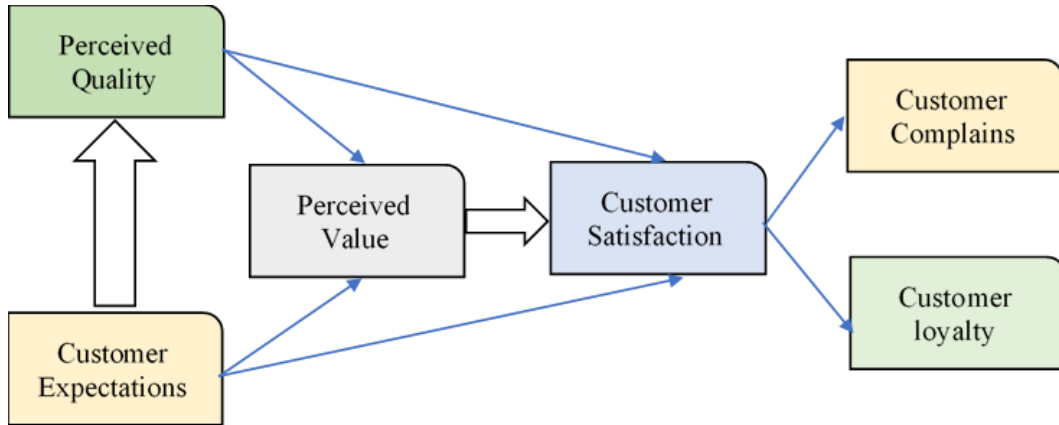 Perceived
Quality
Customer
Complains
Perceived
Value
Customer
Satisfaction
Customer
loyalty
Customer
Expectations